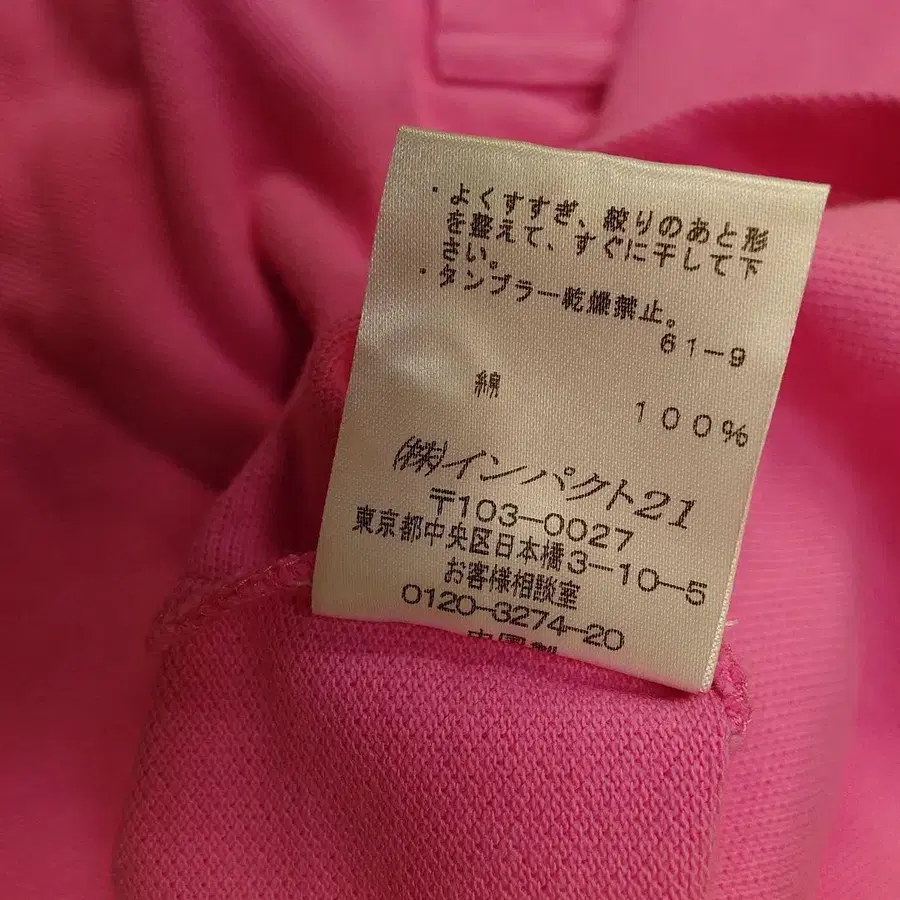 ・よくすすぎ、絞りのあと形
を整えて、すぐに干して下
さい。
・タンブラー乾燥禁止。
61-9
綿 100%
(株)インパクト21
〒103-0027
東京都中央区日本橋3-10-5
お客様相談室
0120-3274-20
中国製